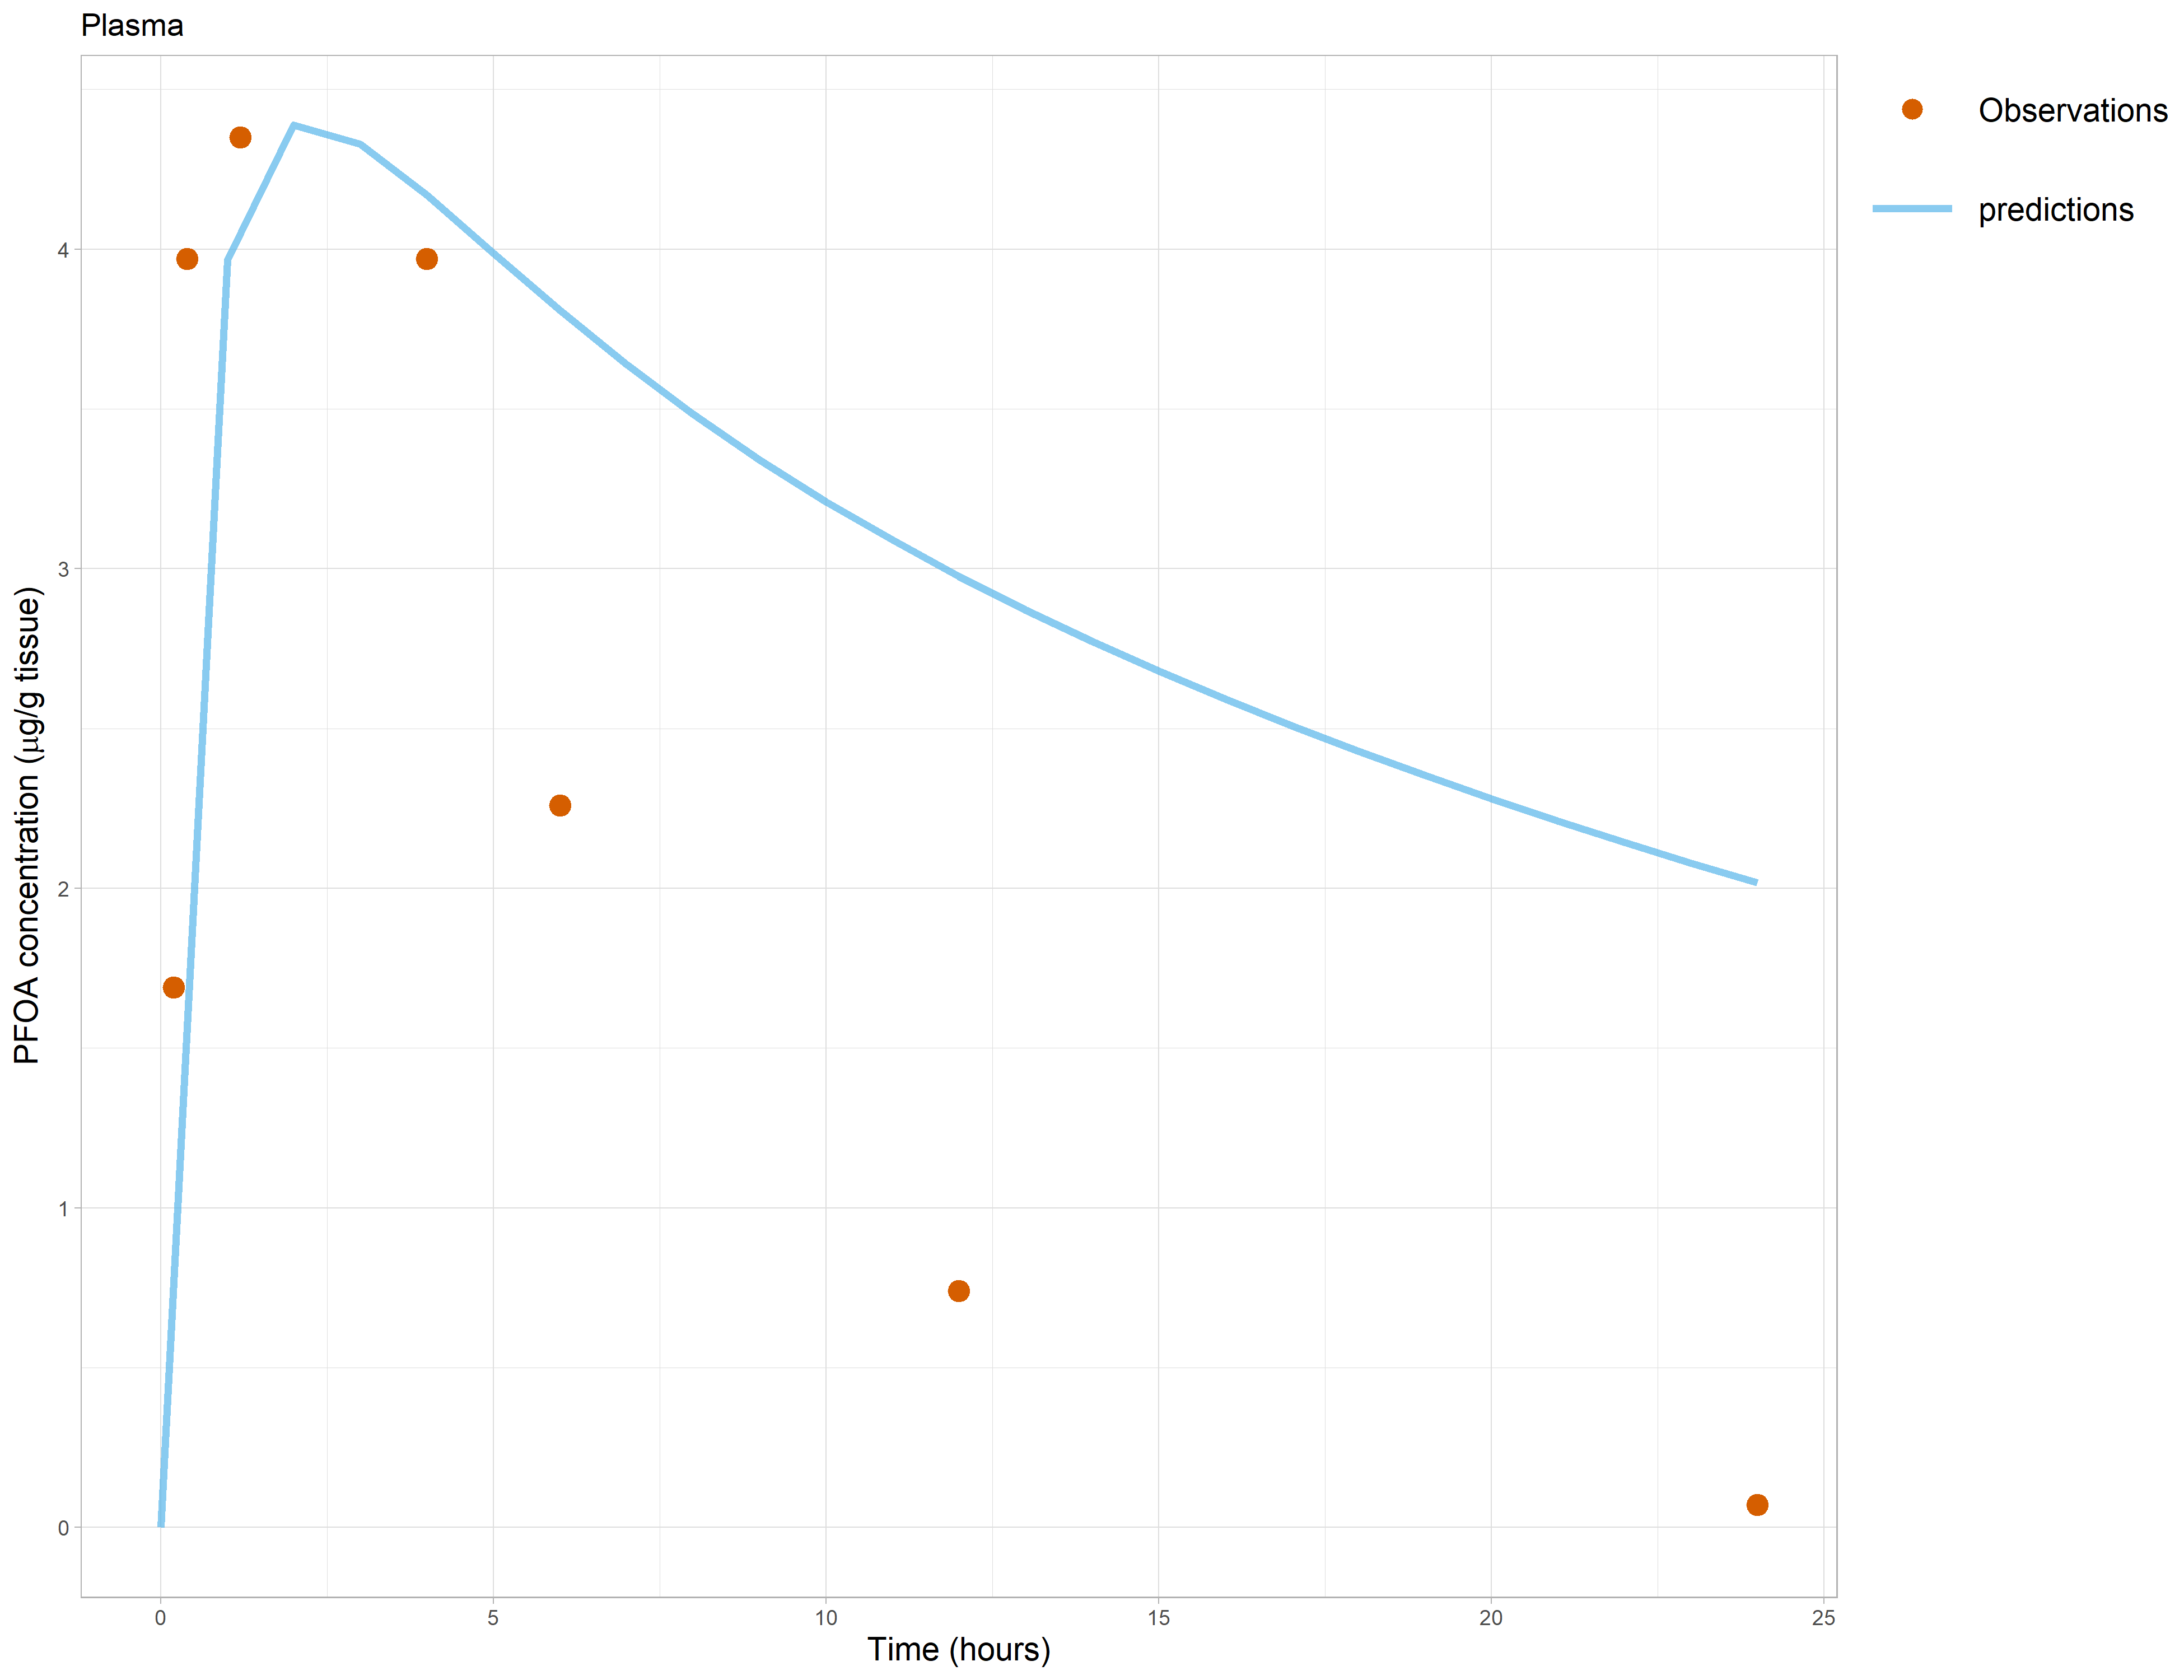 Plasma
Observations
predictions
PFOA concentration (μg/g tissue)
4
3
2
1
0
0 5 10 15 20 25
Time (hours)